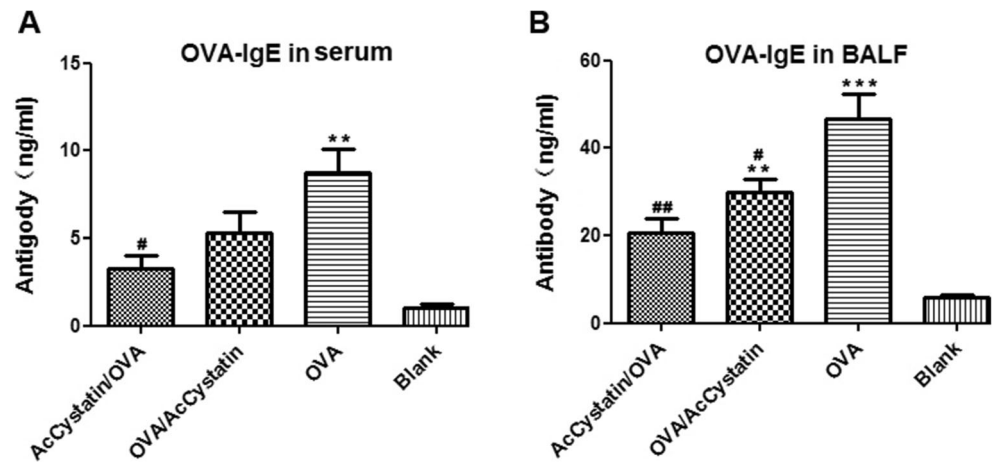 A
OVA-IgE in serum
Antigody（ng/ml)
15
10
5
0
#
**
AcCystatin/OVA
OVA/AcCystatin
OVA
Blank
B
OVA-IgE in BALF
Antibody（ng/ml)
60
40
20
0
##
#
**
***
AcCystatin/OVA
OVA/AcCystatin
OVA
Blank